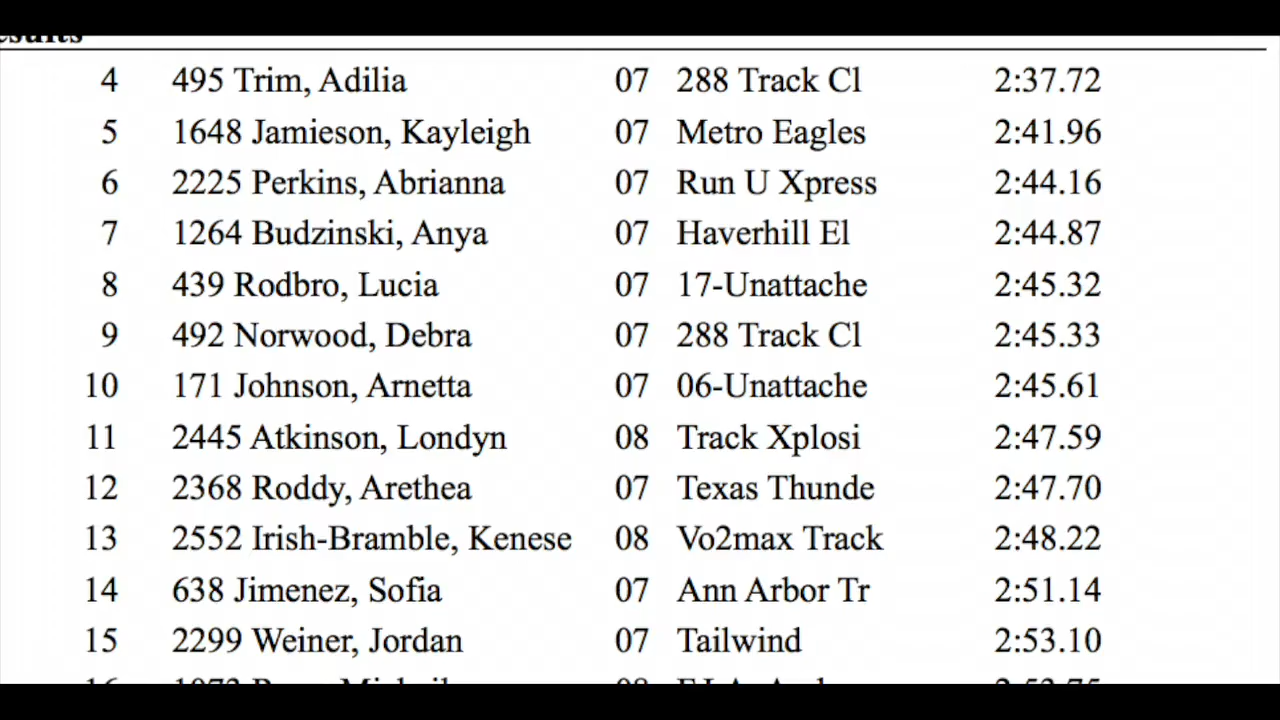 4 495 Trim, Adilia 07 288 Track Cl 2:37.72
5 1648 Jamieson, Kayleigh 07 Metro Eagles 2:41.96
6 2225 Perkins, Abrianna 07 Run U Xpress 2:44.16
7 1264 Budzinski, Anya 07 Haverhill El 2:44.87
8 439 Rodbro, Lucia 07 17-Unattache 2:45.32
9 492 Norwood, Debra 07 288 Track Cl 2:45.33
10 171 Johnson, Arnetta 07 06-Unattache 2:45.61
11 2445 Atkinson, Londyn 08 Track Xplosi 2:47.59
12 2368 Roddy, Arethea 07 Texas Thunde 2:47.70
13 2552 Irish-Bramble, Kenese 08 Vo2max Track 2:48.22
14 638 Jimenez, Sofia 07 Ann Arbor Tr 2:51.14
15 2299 Weiner, Jordan 07 Tailwind 2:53.10